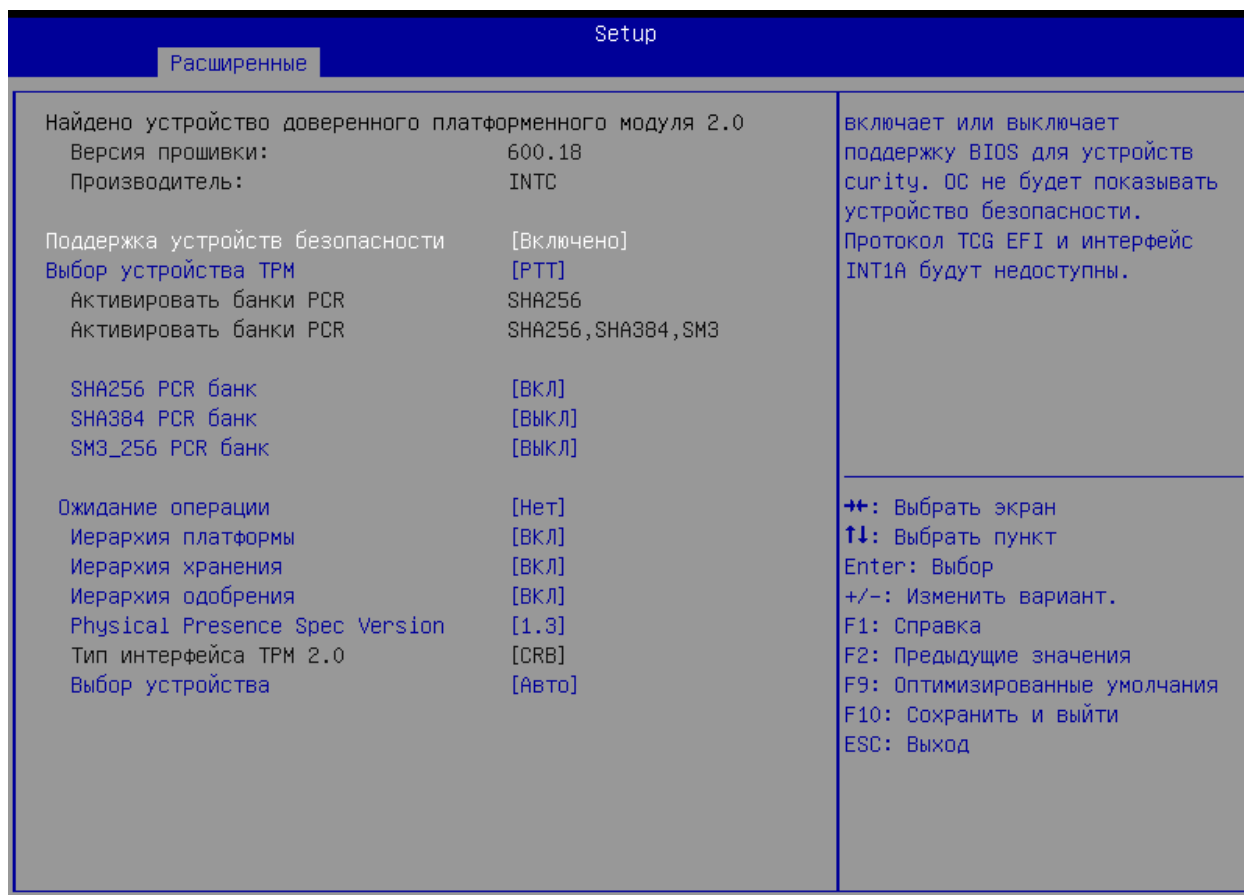 Setup
Расширенные
Найдено устройство доверенного платформенного модуля 2.0
Версия прошивки: 600.18
Производитель: INTC
Поддержка устройств безопасности [Включено]
Выбор устройства TPM [PTT]
Активировать банки PCR SHA256
Активировать банки PCR SHA256,SHA384,SM3
SHA256 PCR банк [ВКЛ]
SHA384 PCR банк [ВЫКЛ]
SM3_256 PCR банк [ВЫКЛ]
Ожидание операции [Нет]
Иерархия платформы [ВКЛ]
Иерархия хранения [ВКЛ]
Иерархия одобрения [ВКЛ]
Physical Presence Spec Version [1.3]
Тип интерфейса TPM 2.0 [CRB]
Выбор устройства [Авто]
включает или выключает
поддержку BIOS для устройств
curity. ОС не будет показывать
устройство безопасности.
Протокол TCG EFI и интерфейс
INT1A будут недоступны.
→←: Выбрать экран
↑↓: Выбрать пункт
Enter: Выбор
+/-: Изменить вариант.
F1: Справка
F2: Предыдущие значения
F9: Оптимизированные умолчания
F10: Сохранить и выйти
ESC: Выход